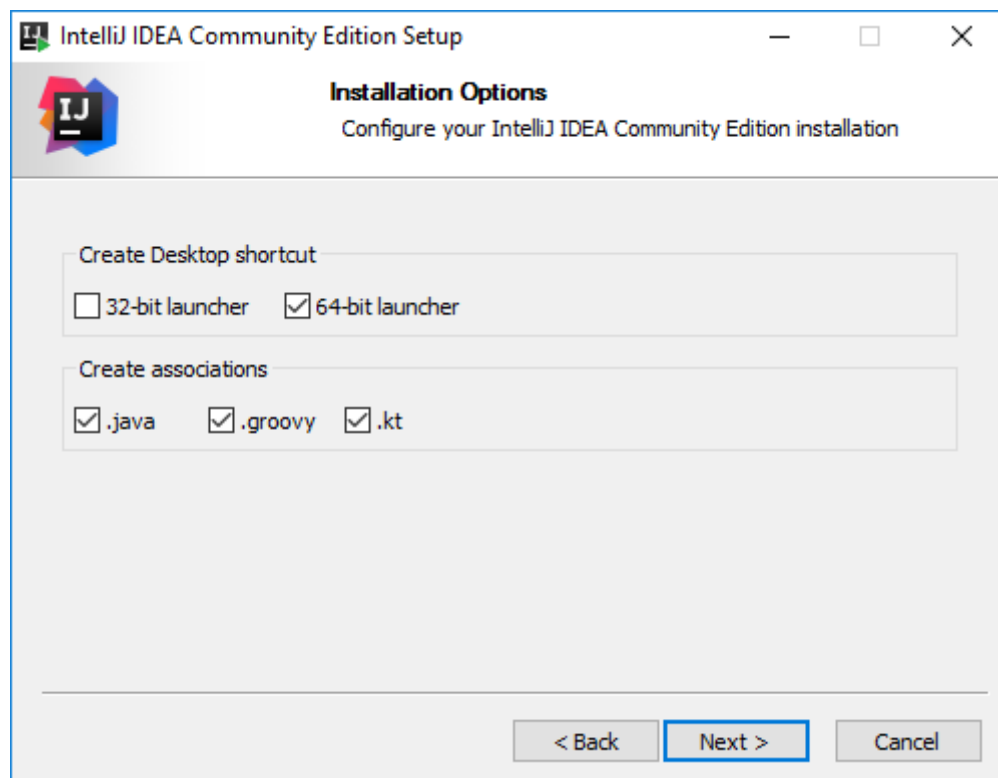 IntelliJ IDEA Community Edition Setup
IJ
Installation Options
Configure your IntelliJ IDEA Community Edition installation
Create Desktop shortcut
32-bit launcher 64-bit launcher
Create associations
.java .groovy .kt
< Back Next > Cancel